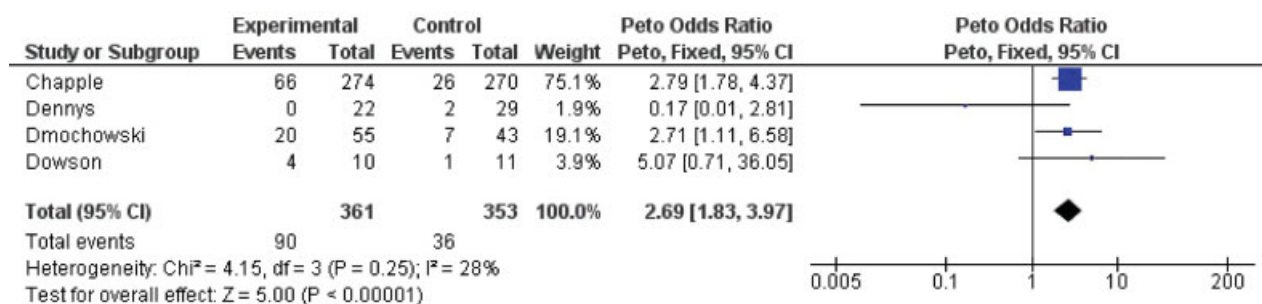 Experimental Control Peto Odds Ratio Peto Odds Ratio
Study or Subgroup Events Total Events Total Weight Peto, Fixed, 95% CI Peto, Fixed, 95% CI
Chapple 66 274 26 270 75.1% 2.79 [1.78, 4.37]
Dennys 0 22 2 29 1.9% 0.17 [0.01, 2.81]
Dmochowski 20 55 7 43 19.1% 2.71 [1.11, 6.58]
Dowson 4 10 1 11 3.9% 5.07 [0.71, 36.05]
Total (95% CI) 361 353 100.0% 2.69 [1.83, 3.97]
Total events 90 36
Heterogeneity: Chi² = 4.15, df = 3 (P = 0.25); I² = 28%
Test for overall effect: Z = 5.00 (P < 0.00001)
0.005 0.1 1 10 200